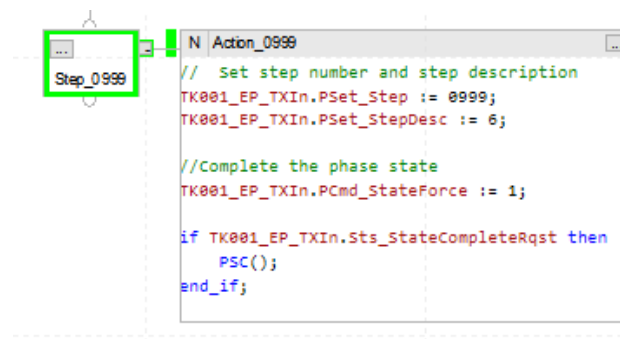 ...
N Action_0999
...
Step_0999
// Set step number and step description
TK001_EP_TXIn.PSet_Step := 0999;
TK001_EP_TXIn.PSet_StepDesc := 6;
//Complete the phase state
TK001_EP_TXIn.PCmd_StateForce := 1;
if TK001_EP_TXIn.Sts_StateCompleteRqst then
PSC();
end_if;